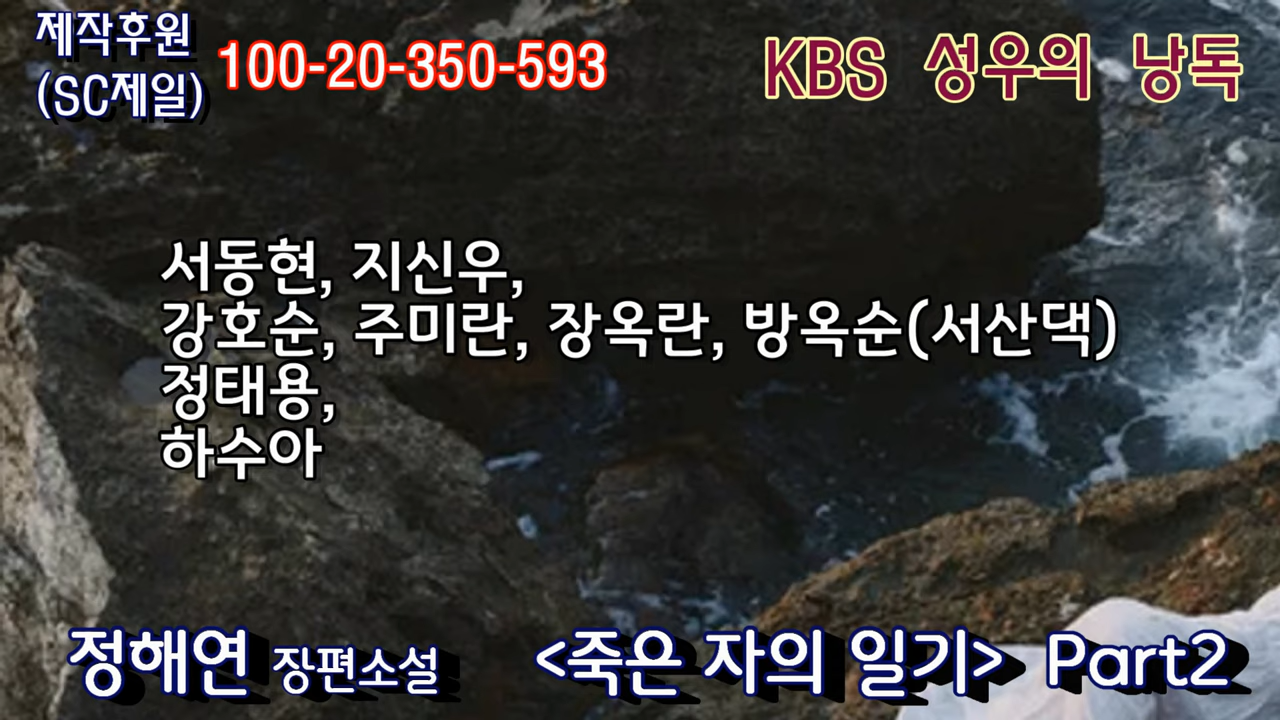 제작후원
(SC제일)
100-20-350-593
KBS 성우의 낭독
서동현, 지신우,
강호순, 주미란, 장옥란, 방옥순(서산댁)
정태용,
하수아
정해연 장편소설 <죽은 자의 일기> Part2